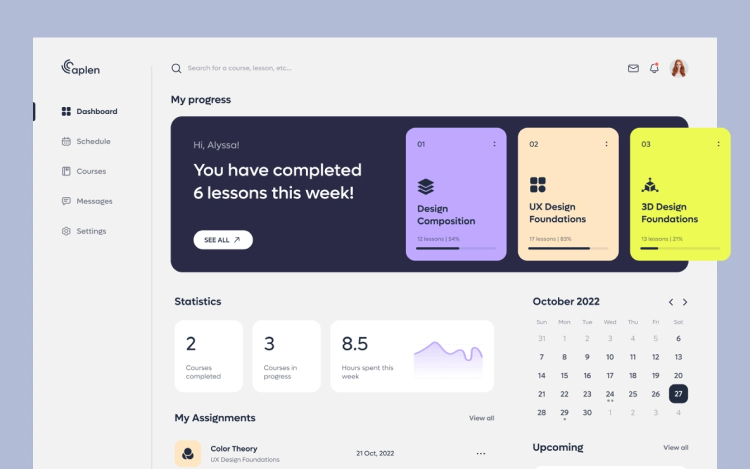 aplen
Search for a course, lesson, etc...
Dashboard
Schedule
Courses
Messages
Settings
My progress
Hi, Alyssa!
You have completed
6 lessons this week!
SEE ALL
01
Design
Composition
12 lessons | 54%
02
UX Design
Foundations
17 lessons | 83%
03
3D Design
Foundations
13 lessons | 21%
Statistics
2
Courses
completed
3
Courses in
progress
8.5
Hours spent this
week
October 2022
Sun Mon Tue Wed Thu Fri Sat
31 1 2 3 4 5 6
7 8 9 10 11 12 13
14 15 16 17 18 19 20
21 22 23 24 25 26 27
28 29 30 1 2 3 4
My Assignments
View all
Color Theory
UX Design Foundations
21 Oct, 2022
Upcoming
View all